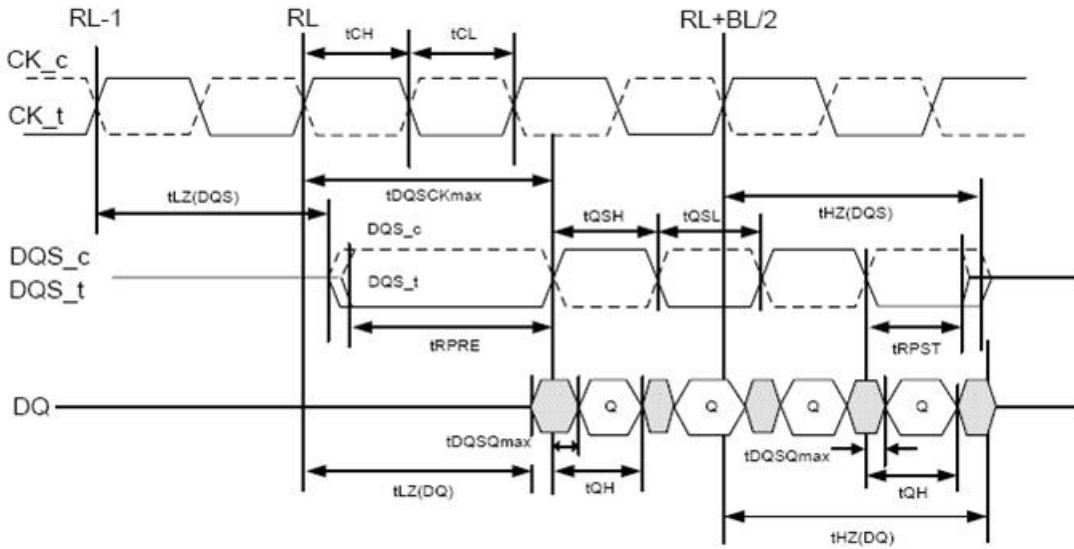 RL-1 RL RL+BL/2
tCH tCL
CK_c
CK_t
tLZ(DQS) tDQSCKmax tHZ(DQS)
tQSH tQSL
DQS_c
DQS_c
DQS_t DQS_t
tRPRE tRPST
DQ Q Q Q Q
tDQSQmax tDQSQmax
tLZ(DQ) tQH tQH
tHZ(DQ)